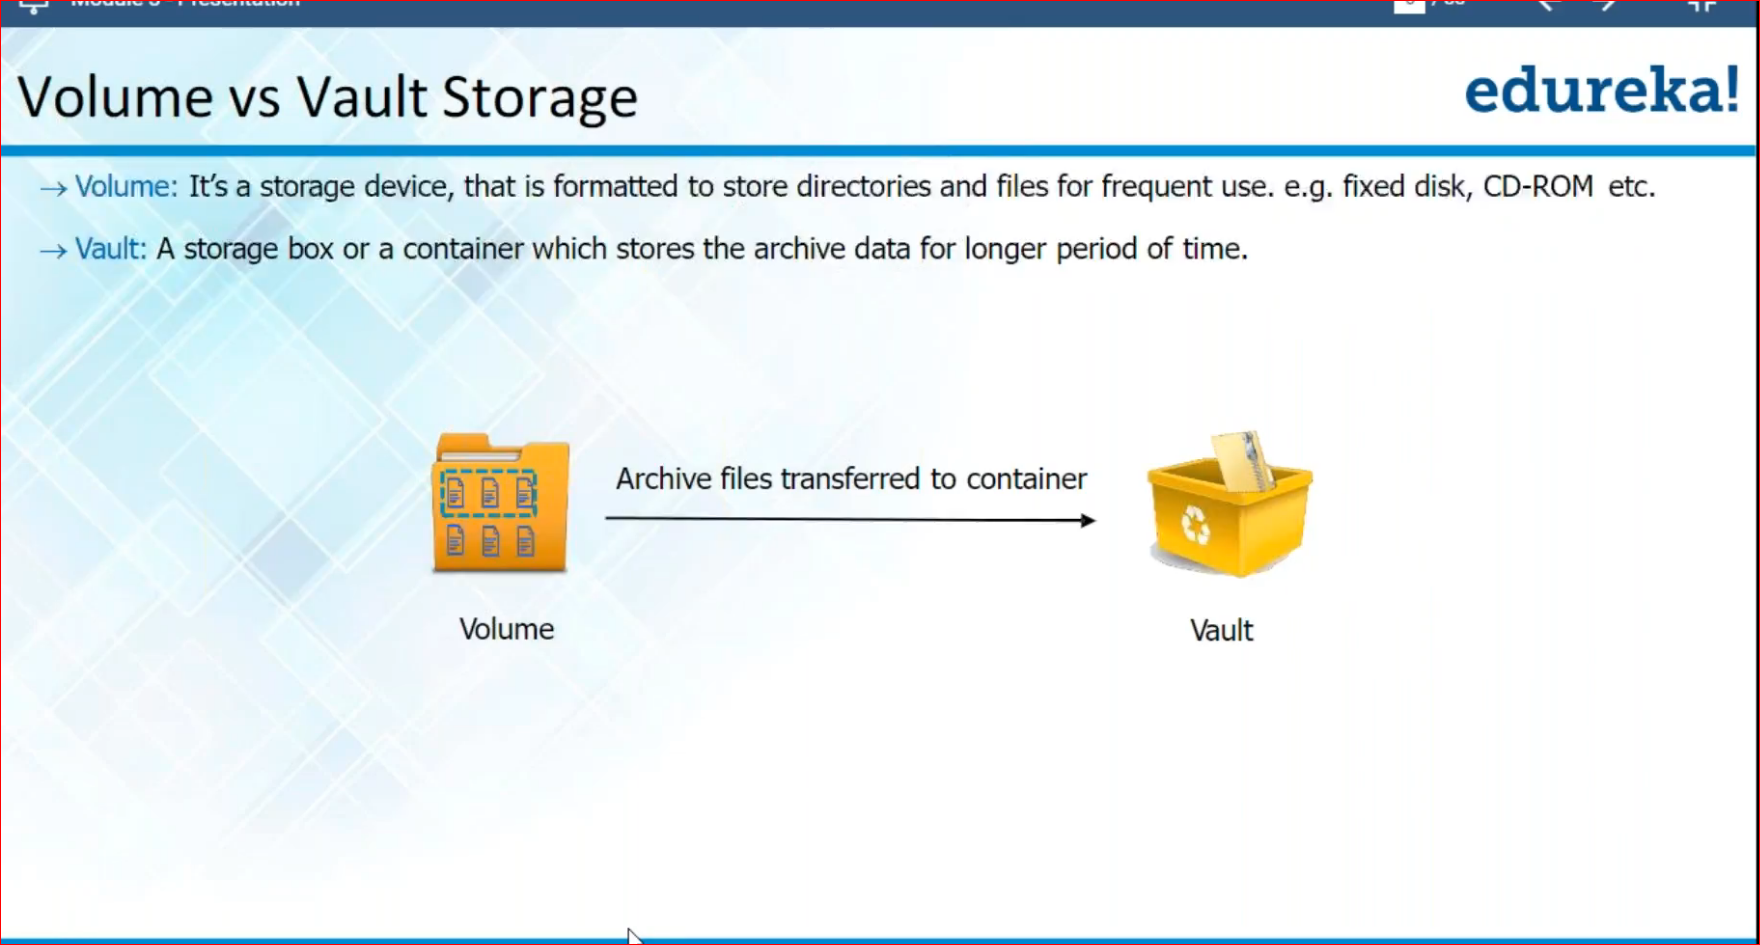 Presentation
Volume vs Vault Storage
edureka!
→ Volume: It’s a storage device, that is formatted to store directories and files for frequent use. e.g. fixed disk, CD-ROM etc.
→ Vault: A storage box or a container which stores the archive data for longer period of time.
Archive files transferred to container
Volume
Vault